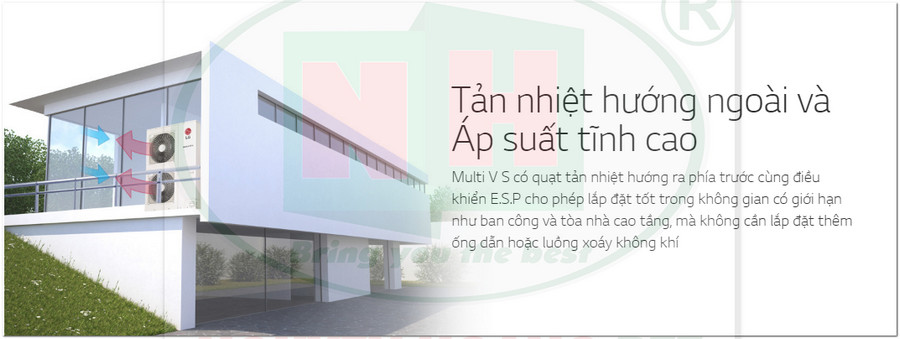 ®
NH
Tản nhiệt hướng ngoài và
Áp suất tĩnh cao
Multi V S có quạt tản nhiệt hướng ra phía trước cùng điều
khiển E.S.P cho phép lắp đặt tốt trong không gian có giới hạn
như ban công và tòa nhà cao tầng, mà không cần lắp đặt thêm
ống dẫn hoặc luồng xoáy không khí
bring you the best